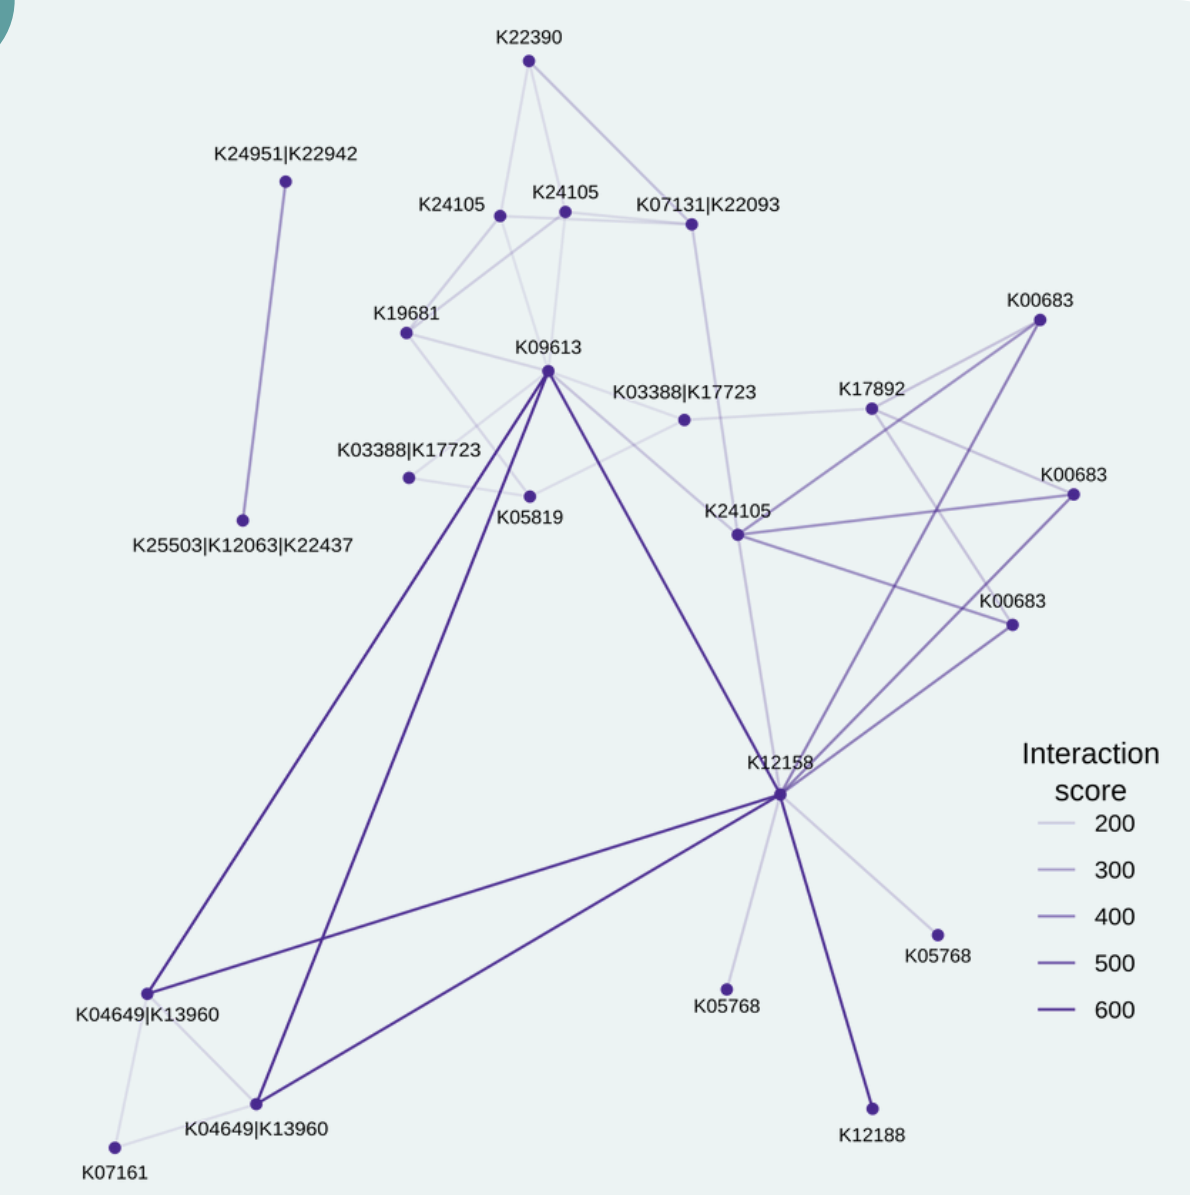 K22390
K24951|K22942
K24105
K24105
K07131|K22093
K00683
K19681
K09613
K03388|K17723
K17892
K03388|K17723
K00683
K24105
K05819
K25503|K12063|K22437
K00683
K12158
Interaction
score
200
300
400
500
600
K05768
K05768
K04649|K13960
K04649|K13960
K12188
K07161